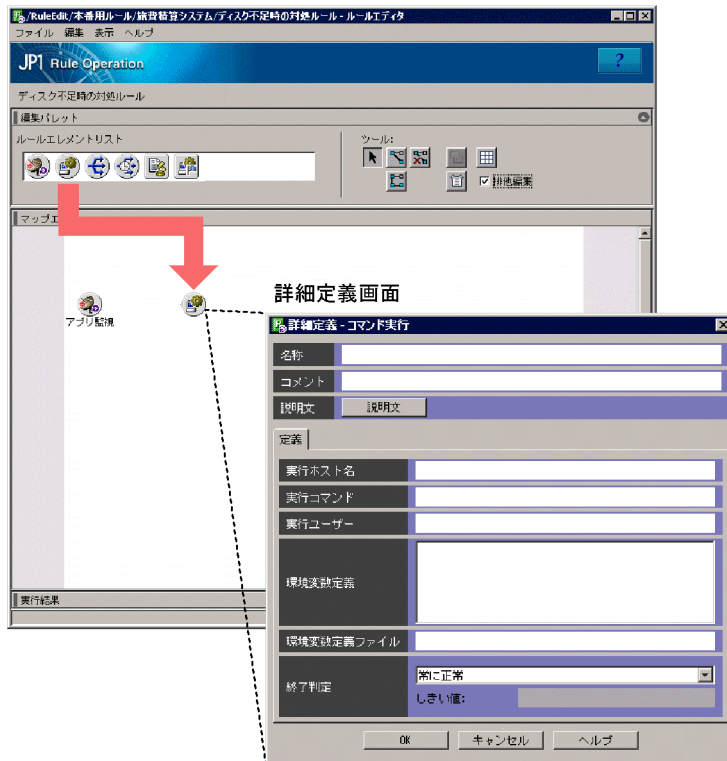 /RuleEdit/本番用ルール/旅費精算システム/ディスク不足時の対処ルール - ルールエディタ
ファイル 編集 表示 ヘルプ
JP1 Rule Operation
?
ディスク不足時の対処ルール
編集パレット
ルールエレメントリスト
ツール:
排他編集
マップエ
アプリ監視
詳細定義画面
詳細定義 - コマンド実行
名称
コメント
説明文 説明文
定義
実行ホスト名
実行コマンド
実行ユーザー
環境変数定義
環境変数定義ファイル
終了判定 常に正常
しきい値:
実行結果
OK キャンセル ヘルプ